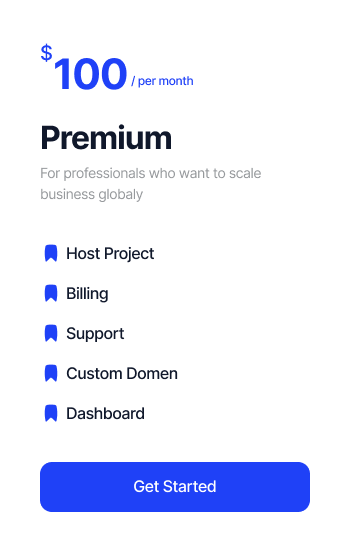 $100 / per month
Premium
For professionals who want to scale
business globaly
Host Project
Billing
Support
Custom Domen
Dashboard
Get Started